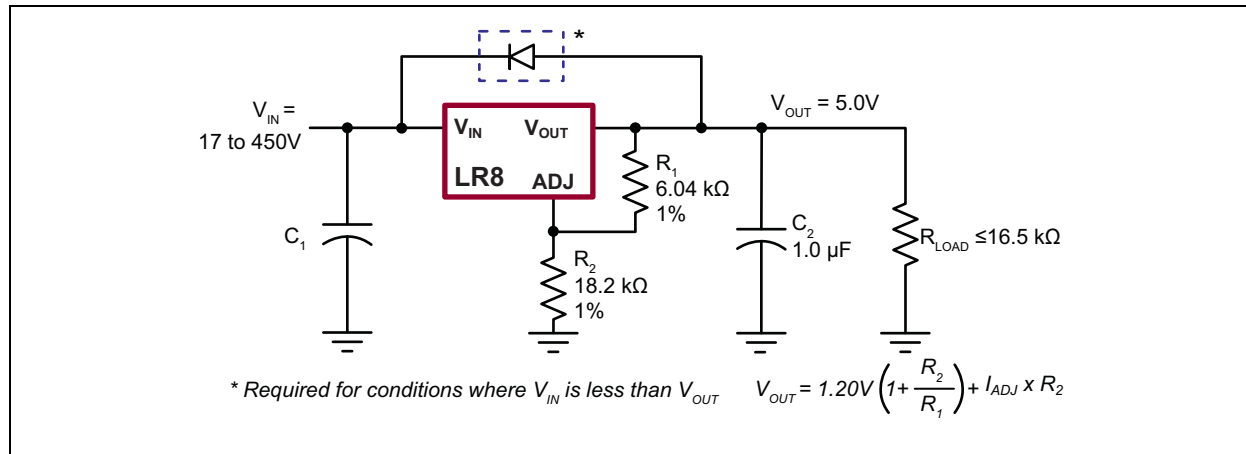 *
V_IN =
17 to 450V
V_IN V_OUT
LR8 ADJ
V_OUT = 5.0V
R_1
6.04 kΩ
1%
C_1
R_2
18.2 kΩ
1%
C_2
1.0 µF
R_LOAD ≤16.5 kΩ
* Required for conditions where V_IN is less than V_OUT
V_OUT = 1.20V(1+ R_2/R_1)+ I_ADJ x R_2